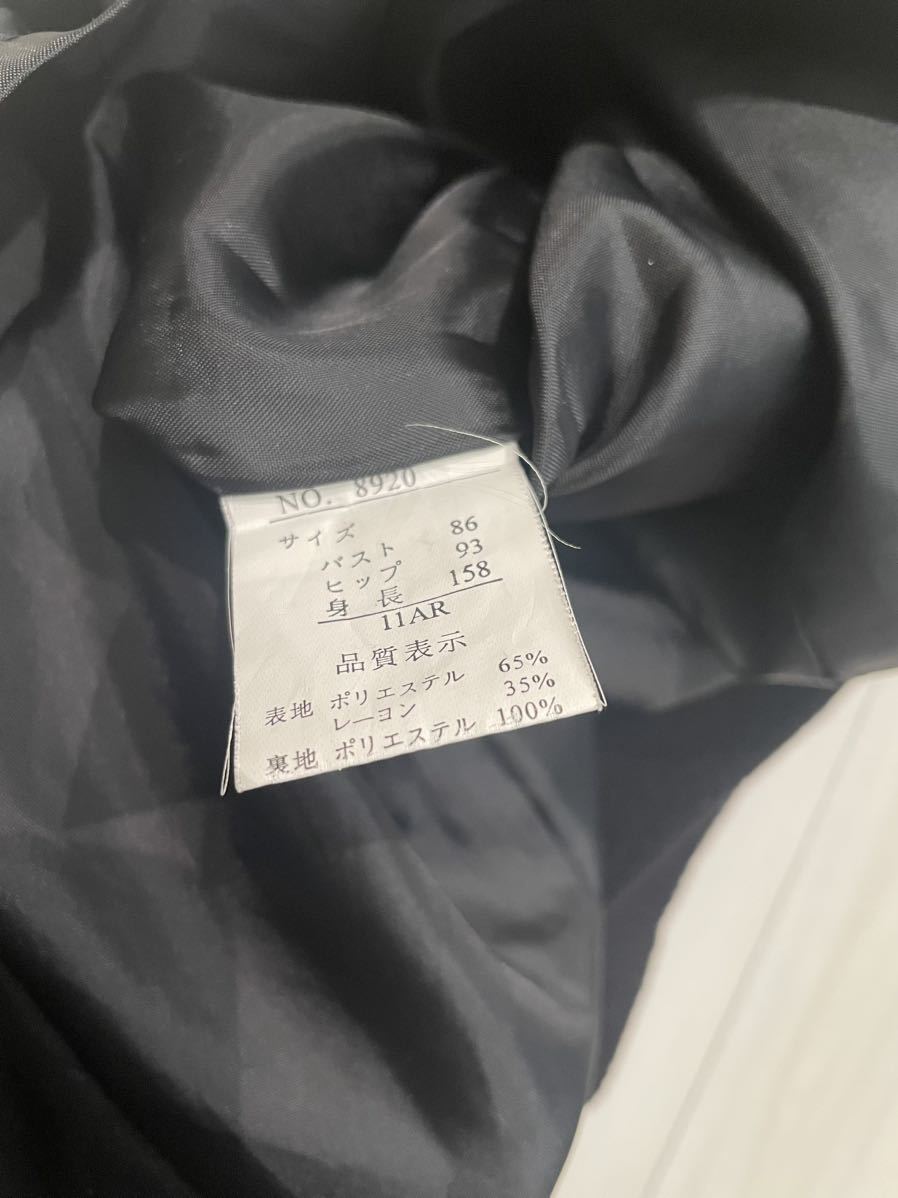 NO. 8920
サイズ
バスト 86
ヒップ 93
身長 158
11AR
品質表示
表地 ポリエステル 65%
レーヨン 35%
裏地 ポリエステル 100%